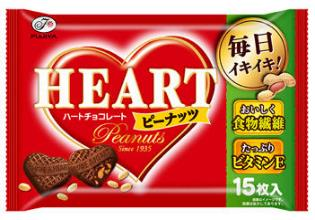 FUJIYA
毎日
イキイキ!
HEART
ハートチョコレート
ピーナッツ
Peanuts
Since 1935
おいしく
食物繊維
たっぷり
ビタミンE
15枚入